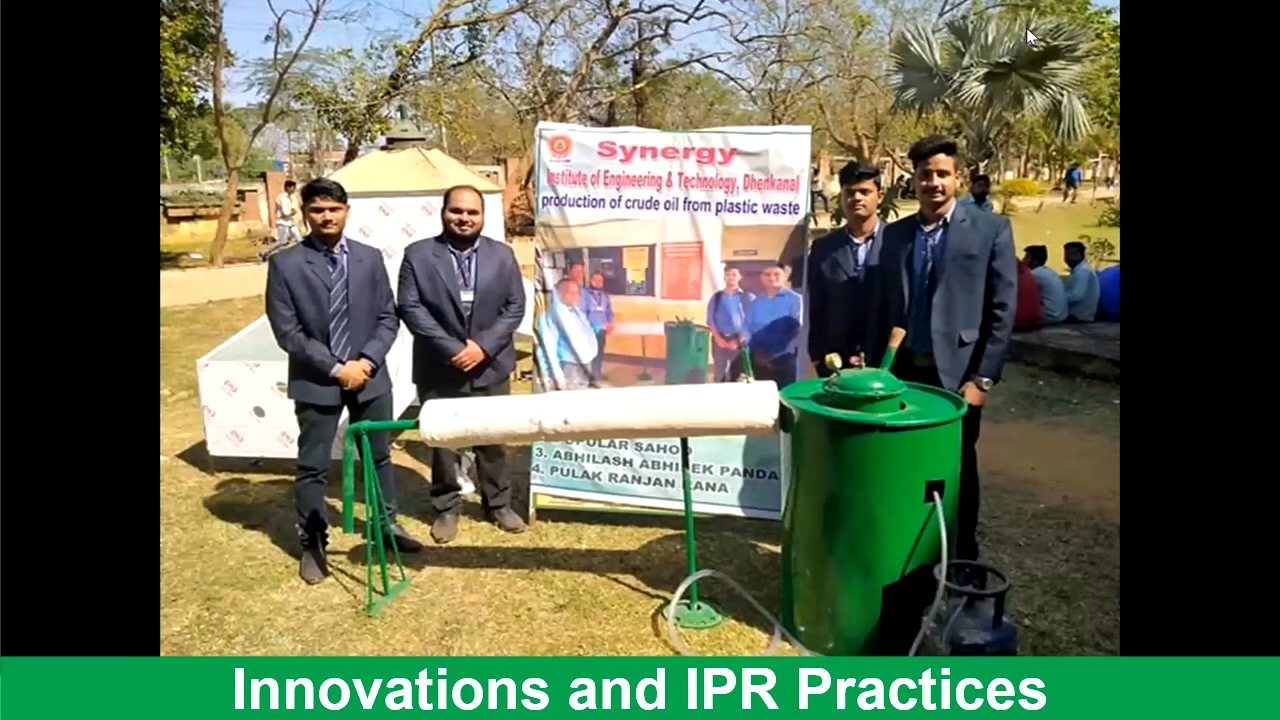 Synergy
Institute of Engineering & Technology, Dhenkanal
production of crude oil from plastic waste
SAHOO
3. ABHILASH ABHISEK PANDA
4. PULAK RANJAN RANA
Innovations and IPR Practices